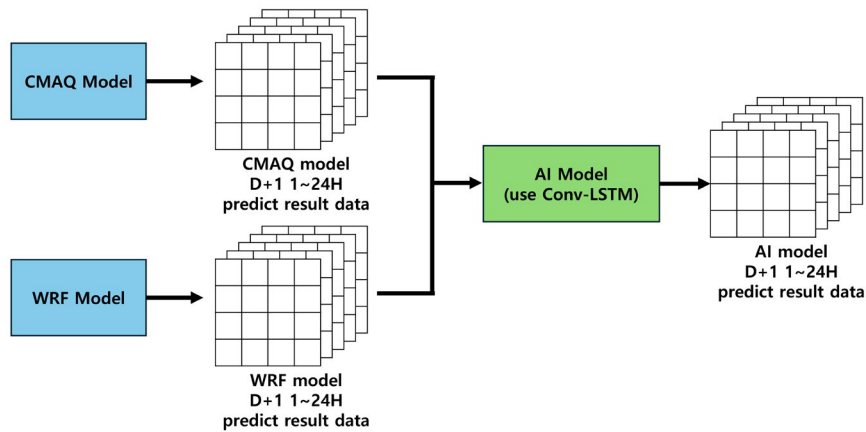 CMAQ Model
CMAQ model
D+1 1~24H
predict result data
WRF Model
WRF model
D+1 1~24H
predict result data
AI Model
(use Conv-LSTM)
AI model
D+1 1~24H
predict result data